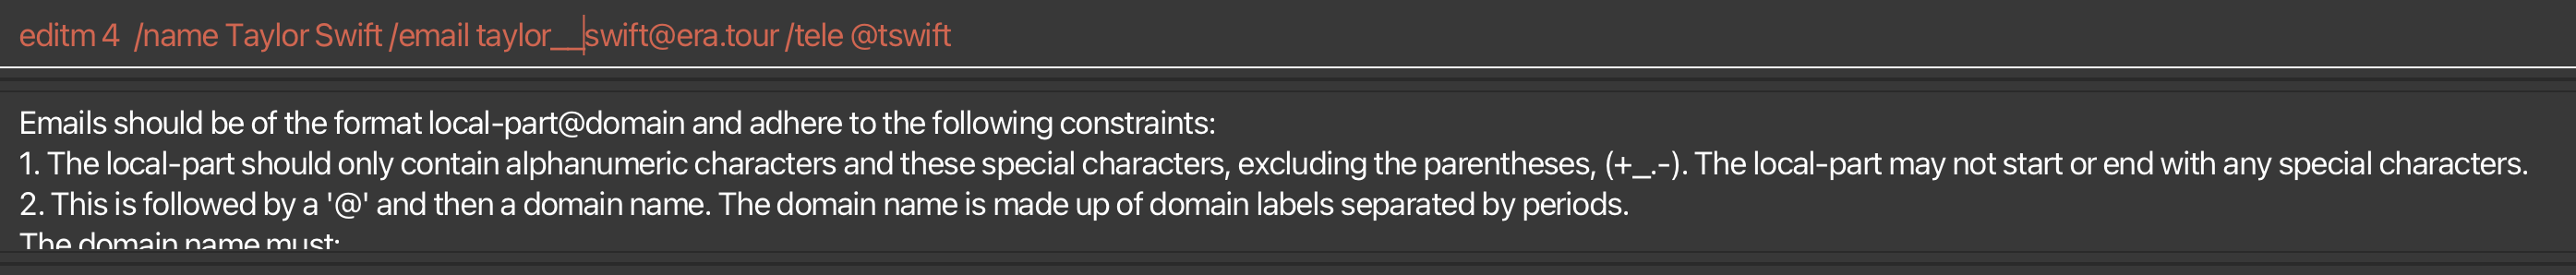 editm 4  /name Taylor Swift /email taylor__swift@era.tour /tele @tswift
Emails should be of the format local-part@domain and adhere to the following constraints:
1. The local-part should only contain alphanumeric characters and these special characters, excluding the parentheses, (+_.-). The local-part may not start or end with any special characters.
2. This is followed by a '@' and then a domain name. The domain name is made up of domain labels separated by periods.
The domain name must: